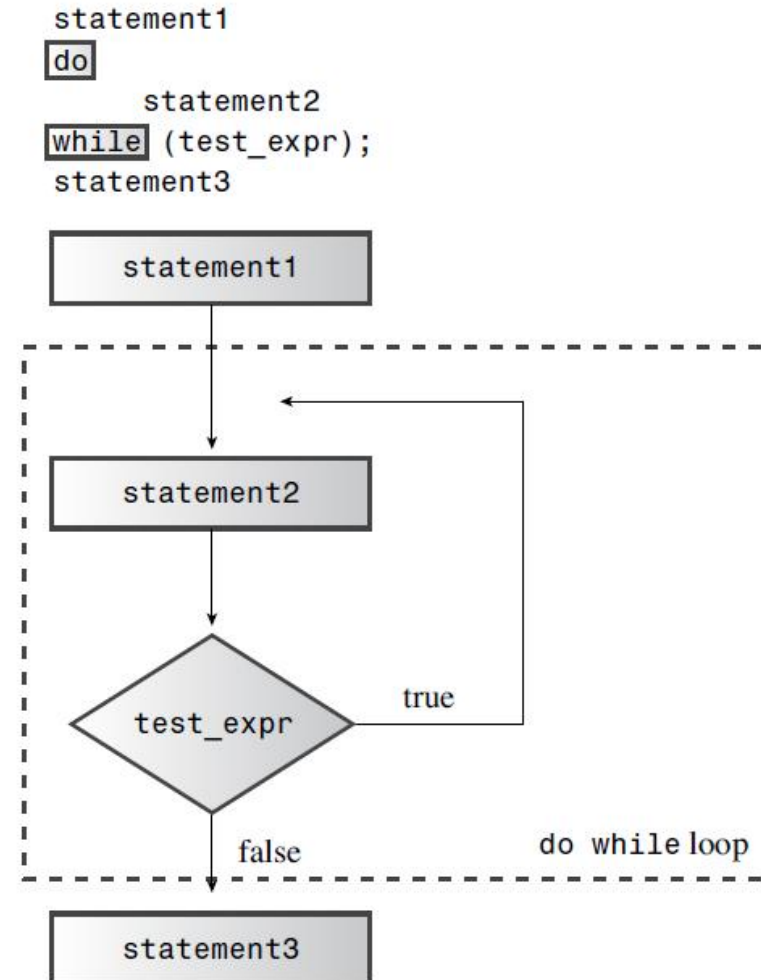 statement1
do
statement2
while (test_expr);
statement3
statement1
statement2
true
test_expr
false
do while loop
statement3